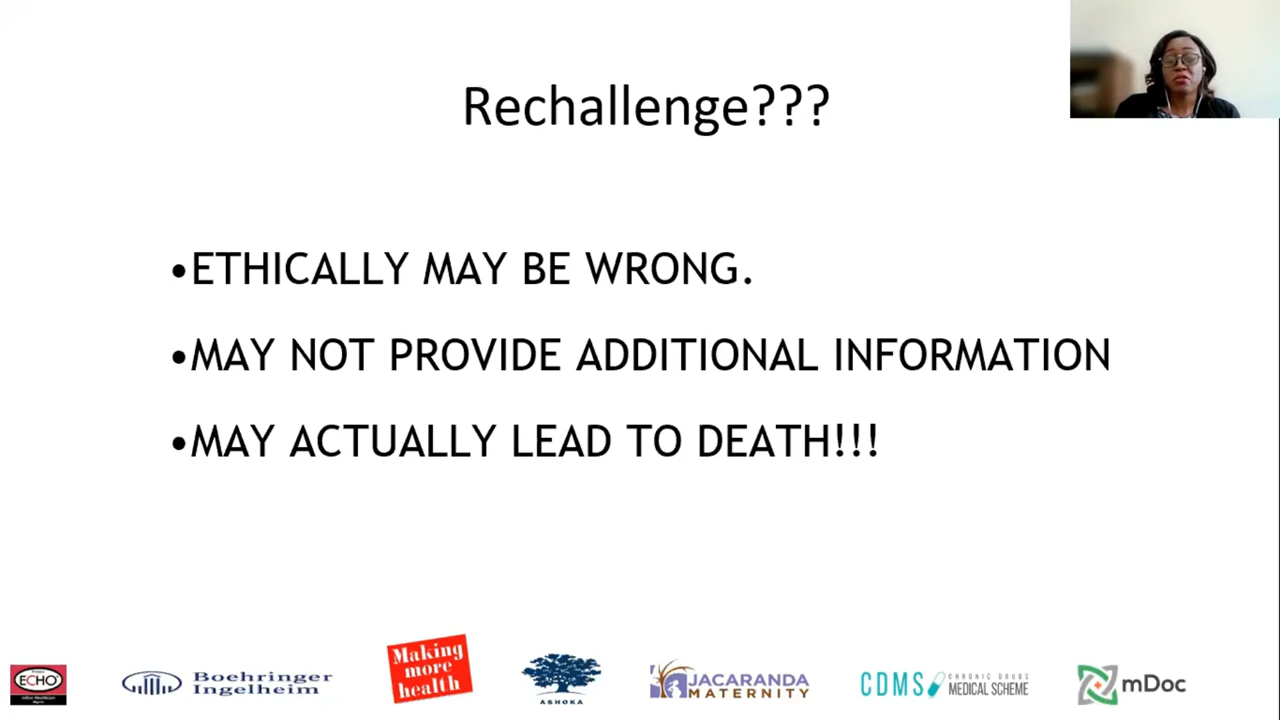 Rechallenge???
•ETHICALLY MAY BE WRONG.
•MAY NOT PROVIDE ADDITIONAL INFORMATION
•MAY ACTUALLY LEAD TO DEATH!!!
ECHO
Boehringer
Ingelheim
Making
more
health
ASHOKA
JACARANDA
MATERNITY
CDMS
CHRONIC DRUGS
MEDICAL SCHEME
mDoc